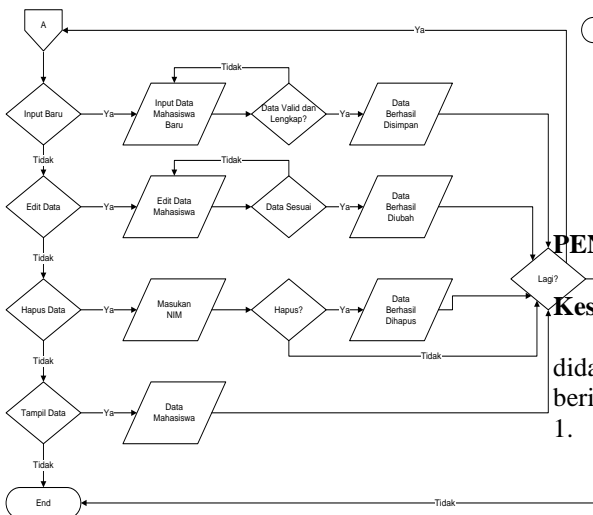 A
Ya
Tidak
Input Baru
Ya
Input Data
Mahasiswa
Baru
Data Valid dan
Lengkap?
Ya
Data
Berhasil
Disimpan
Tidak
Tidak
Edit Data
Ya
Edit Data
Mahasiswa
Data Sesuai
Ya
Data
Berhasil
Diubah
Tidak
Hapus Data
Ya
Masukan
NIM
Hapus?
Ya
Data
Berhasil
Dihapus
Lagi?
Tidak
Tidak
Tampil Data
Ya
Data
Mahasiswa
Tidak
End
Tidak
PEN
Kes
dida
beri
1.